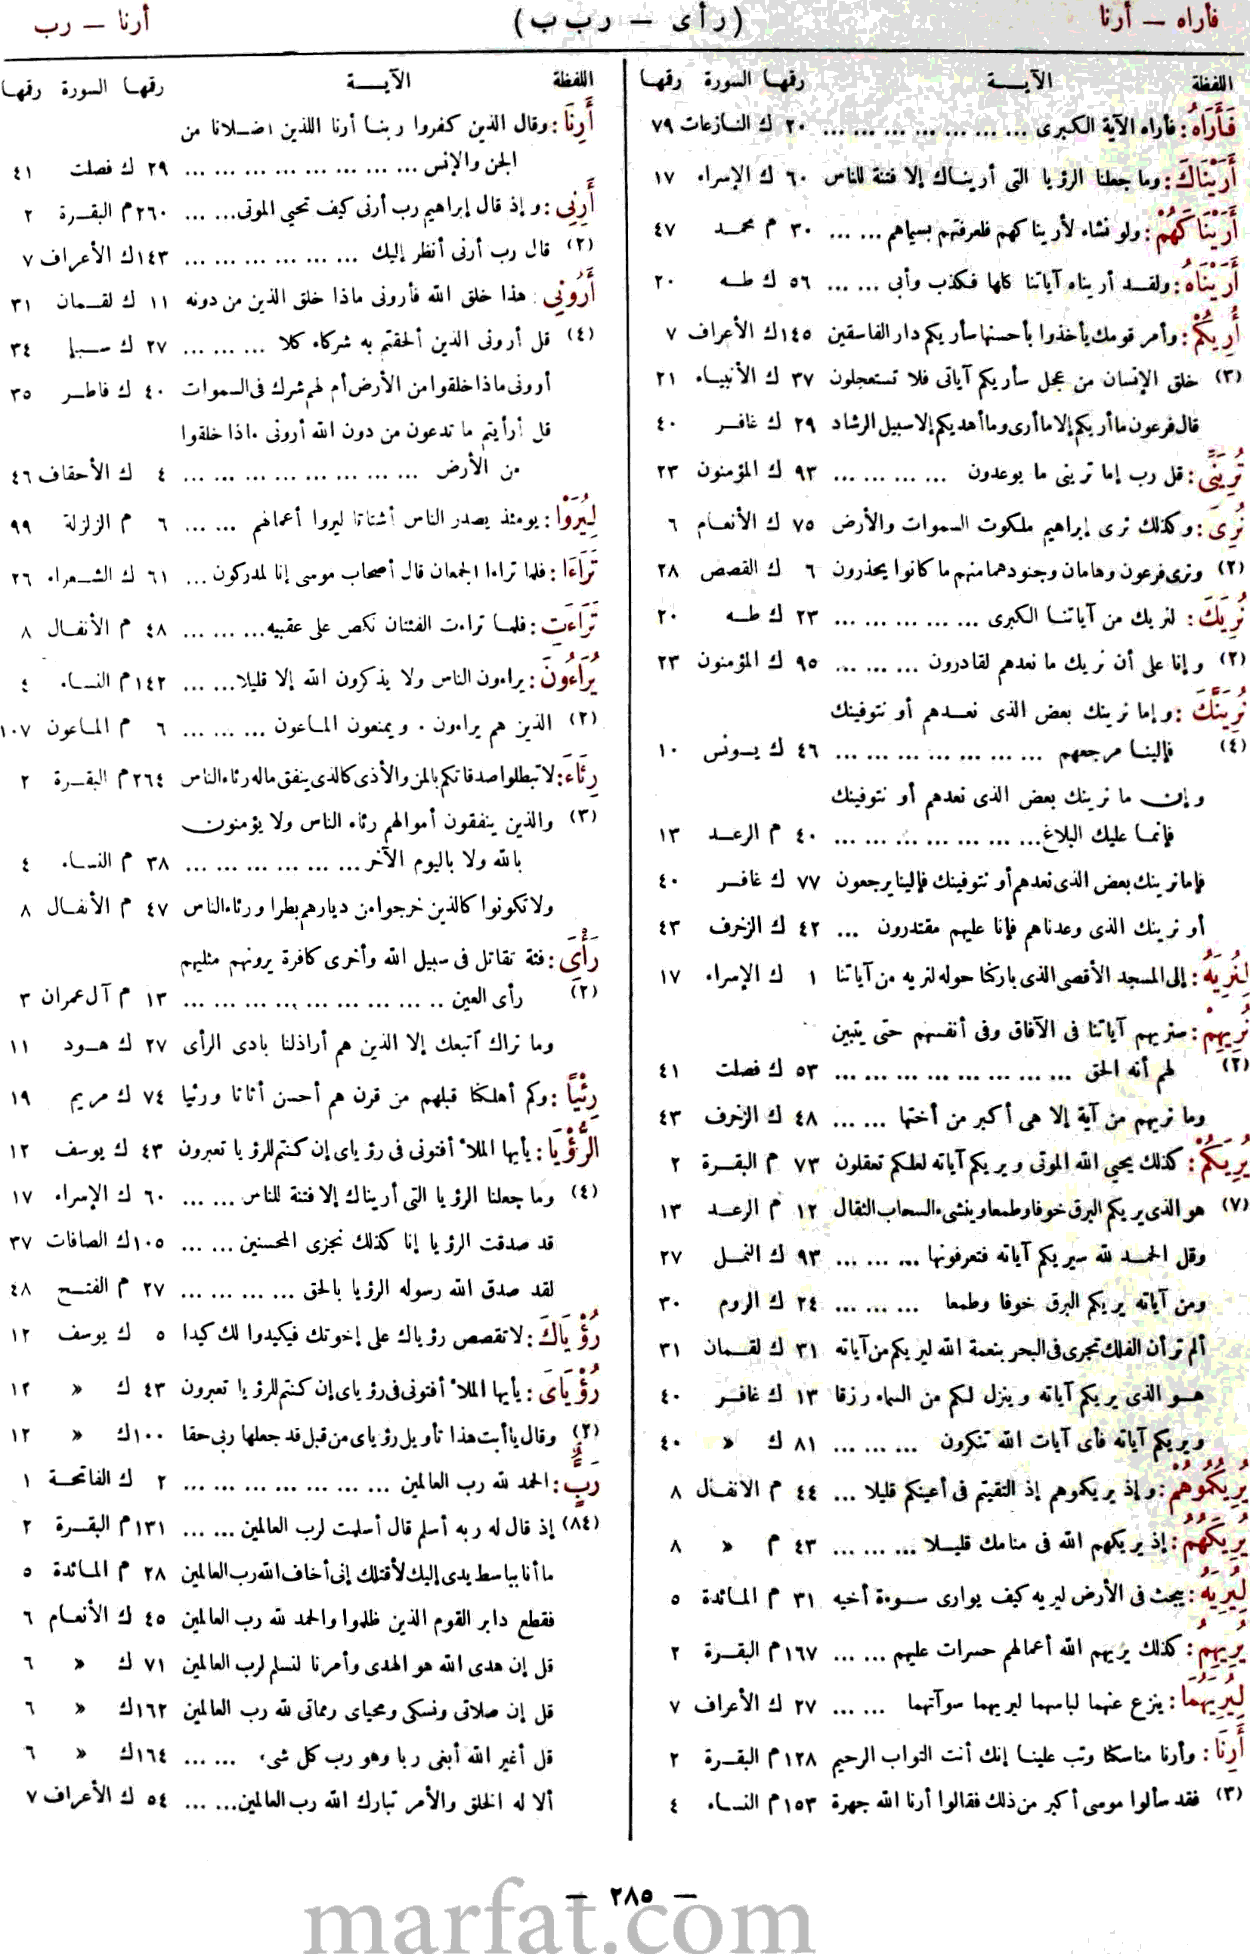 فأراه — أرنا
(رأى — ربب)
أرنا — رب
اللفظة الآيـــة رقمها السورة رقمها
فَأَرَاهُ : فأراه الآية الكبرى ... ... ... ... ... ... ... ... ٢٠ ك النازعات ٧٩
أَرَيْنَاكَ : وما جعلنا الرؤيا التى أريناك إلا فتنة للناس ٦٠ ك الإسراء ١٧
أَرَيْنَاكَهُمْ : ولو نشاء لأريناكهم فلعرفتهم بسيماهم ... ... ٣٠ م محمد ٤٧
أَرَيْنَاهُ : ولقد أريناه آياتنا كلها فكذب وأبى ... ... ٥٦ ك طه ٢٠
أُرِيكُمْ : وأمر قومك يأخذوا بأحسنها سأريكم دار الفاسقين ١٤٥ ك الأعراف ٧
(٣) خلق الإنسان من عجل سأريكم آياتى فلا تستعجلون ٣٧ ك الأنبياء ٢١
قال فرعون ما أريكم إلا ما أرى وما أهديكم إلا سبيل الرشاد ٢٩ ك غافر ٤٠
تُرِيَنِّى : قل رب إما ترينى ما يوعدون ... ... ... ... ٩٣ ك المؤمنون ٢٣
نُرِىَ : وكذلك نرى إبراهيم ملكوت السموات والأرض ٧٥ ك الأنعام ٦
(٢) ونرى فرعون وهامان وجنودهما منهم ما كانوا يحذرون ٦ ك القصص ٢٨
نُرِيَكَ : لنريك من آياتنا الكبرى ... ... ... ... ... ٢٣ ك طه ٢٠
(٢) وإنا على أن نريك ما نعدهم لقادرون ... ... ... ٩٥ ك المؤمنون ٢٣
نُرِيَنَّكَ : وإما نرينك بعض الذى نعدهم أو نتوفينك
(٤) فإلينا مرجعهم ... ... ... ... ... ... ... ... ٤٦ ك يونس ١٠
وإن ما نرينك بعض الذى نعدهم أو نتوفينك
فإنما عليك البلاغ ... ... ... ... ... ... ... ... ٤٠ م الرعد ١٣
فإما نرينك بعض الذى نعدهم أو نتوفينك فإلينا يرجعون ٧٧ ك غافر ٤٠
أو نرينك الذى وعدناهم فإنا عليهم مقتدرون ... ٤٢ ك الزخرف ٤٣
لِنُرِيَهُ : إلى المسجد الأقصى الذى باركنا حوله لنريه من آياتنا ١ ك الإسراء ١٧
نُرِيهِمْ : سنريهم آياتنا فى الآفاق وفى أنفسهم حتى يتبين
(٢) لهم أنه الحق ... ... ... ... ... ... ... ... ... ٥٣ ك فصلت ٤١
وما نريهم من آية إلا هى أكبر من أختها ... ... ٤٨ ك الزخرف ٤٣
يُرِيكُمْ : كذلك يحيى الله الموتى ويريكم آياته لعلكم تعقلون ٧٣ م البقرة ٢
(٧) هو الذى يريكم البرق خوفا وطمعا وينشىء السحاب الثقال ١٢ م الرعد ١٣
وقل الحمد لله سيريكم آياته فتعرفونها ... ... ... ٩٣ ك النمل ٢٧
ومن آياته يريكم البرق خوفا وطمعا ... ... ... ٢٤ ك الروم ٣٠
ألم تر أن الفلك تجرى فى البحر بنعمة الله ليريكم من آياته ٣١ ك لقمان ٣١
هو الذى يريكم آياته وينزل لكم من السماء رزقا ١٣ ك غافر ٤٠
ويريكم آياته فأى آيات الله تنكرون ... ... ... ٨١ ك » ٤٠
يُرِيكُمُوهُمْ : وإذ يريكموهم إذ التقيتم فى أعينكم قليلا ... ٤٤ م الانفال ٨
يُرِيكَهُمُ : إذ يريكهم الله فى منامك قليلا ... ... ... ٤٣ م » ٨
لِيُرِيَهُ : يبحث فى الأرض ليريه كيف يوارى سوءة أخيه ٣١ م المائدة ٥
يُرِيهِمُ : كذلك يريهم الله أعمالهم حسرات عليهم ... ... ١٦٧ م البقرة ٢
لِيُرِيَهُمَا : ينزع عنهما لباسهما ليريهما سوآتهما ... ... ٢٧ ك الأعراف ٧
أَرِنَا : وأرنا مناسكنا وتب علينا إنك أنت التواب الرحيم ١٢٨ م البقرة ٢
(٣) فقد سألوا موسى أكبر من ذلك فقالوا أرنا الله جهرة ١٥٣ م النساء ٤
اللفظة الآيـــة رقمها السورة رقمها
أَرِنَا : وقال الذين كفروا ربنا أرنا اللذين اضلانا من
الجن والإنس ... ... ... ... ... ... ... ... ... ٢٩ ك فصلت ٤١
أَرِنِى : وإذ قال إبراهيم رب أرنى كيف تحيى الموتى ... ... ٢٦٠ م البقرة ٢
(٢) قال رب أرنى أنظر إليك ... ... ... ... ... ... ١٤٣ ك الأعراف ٧
أَرُونِى : هذا خلق الله فأرونى ماذا خلق الذين من دونه ١١ ك لقمان ٣١
(٤) قل أرونى الذين ألحقتم به شركاء كلا ... ... ... ٢٧ ك سبإ ٣٤
أرونى ماذا خلقوا من الأرض أم لهم شرك فى السموات ٤٠ ك فاطر ٣٥
قل أرأيتم ما تدعون من دون الله أرونى ماذا خلقوا
من الأرض ... ... ... ... ... ... ... ... ... ٤ ك الأحقاف ٤٦
لِيُرَوْا : يومئذ يصدر الناس أشتاتا ليروا أعمالهم ... ... ٦ م الزلزلة ٩٩
تَرَاءَا : فلما تراءا الجمعان قال أصحاب موسى إنا لمدركون ... ٦١ ك الشعراء ٢٦
تَرَاءَتِ : فلما تراءت الفئتان نكص على عقبيه ... ... ... ٤٨ م الأنفال ٨
يُرَاءُونَ : يراءون الناس ولا يذكرون الله إلا قليلا ... ... ١٤٢ م النساء ٤
(٢) الذين هم يراءون . ويمنعون الماعون ... ... ... ٦ م الماعون ١٠٧
رِئَاءَ : لا تبطلوا صدقاتكم بالمن والأذى كالذى ينفق ماله رئاء الناس ٢٦٤ م البقرة ٢
(٣) والذين ينفقون أموالهم رئاء الناس ولا يؤمنون
بالله ولا باليوم الآخر ... ... ... ... ... ... ... ٣٨ م النساء ٤
ولا تكونوا كالذين خرجوا من ديارهم بطرا ورئاء الناس ٤٧ م الأنفال ٨
رَأْىَ : فئة تقاتل فى سبيل الله وأخرى كافرة يرونهم مثليهم
(٢) رأى العين ... ... ... ... ... ... ... ... ... ١٣ م آل عمران ٣
وما نراك اتبعك إلا الذين هم أراذلنا بادى الرأى ٢٧ ك هود ١١
رِئْيًا : وكم أهلكنا قبلهم من قرن هم أحسن أثاثا ورئيا ٧٤ ك مريم ١٩
الرُّؤْيَا : يأيها الملأ أفتونى فى رؤياى إن كنتم للرؤيا تعبرون ٤٣ ك يوسف ١٢
(٤) وما جعلنا الرؤيا التى أريناك إلا فتنة للناس ... ... ٦٠ ك الإسراء ١٧
قد صدقت الرؤيا إنا كذلك نجزى المحسنين ... ... ١٠٥ ك الصافات ٣٧
لقد صدق الله رسوله الرؤيا بالحق ... ... ... ... ٢٧ م الفتح ٤٨
رُؤْيَاكَ : لا تقصص رؤياك على إخوتك فيكيدوا لك كيدا ٥ ك يوسف ١٢
رُؤْيَاىَ : يأيها الملأ أفتونى فى رؤياى إن كنتم للرؤيا تعبرون ٤٣ ك » ١٢
(٢) وقال يا أبت هذا تأويل رؤياى من قبل قد جعلها ربى حقا ١٠٠ ك » ١٢
رَبٍّ : الحمد لله رب العالمين ... ... ... ... ... ... ... ٢ ك الفاتحة ١
(٨٤) إذ قال له ربه أسلم قال أسلمت لرب العالمين ... ... ١٣١ م البقرة ٢
ما أنا بباسط يدى إليك لأقتلك إنى أخاف الله رب العالمين ٢٨ م المائدة ٥
فقطع دابر القوم الذين ظلموا والحمد لله رب العالمين ٤٥ ك الأنعام ٦
قل إن هدى الله هو الهدى وأمرنا لنسلم لرب العالمين ٧١ ك » ٦
قل إن صلاتى ونسكى ومحياى ومماتى لله رب العالمين ١٦٢ ك » ٦
قل أغير الله أبغى ربا وهو رب كل شىء ... ... ١٦٤ ك » ٦
ألا له الخلق والأمر تبارك الله رب العالمين ... ... ٥٤ ك الأعراف ٧
— ٢٨٥ —
marfat.com